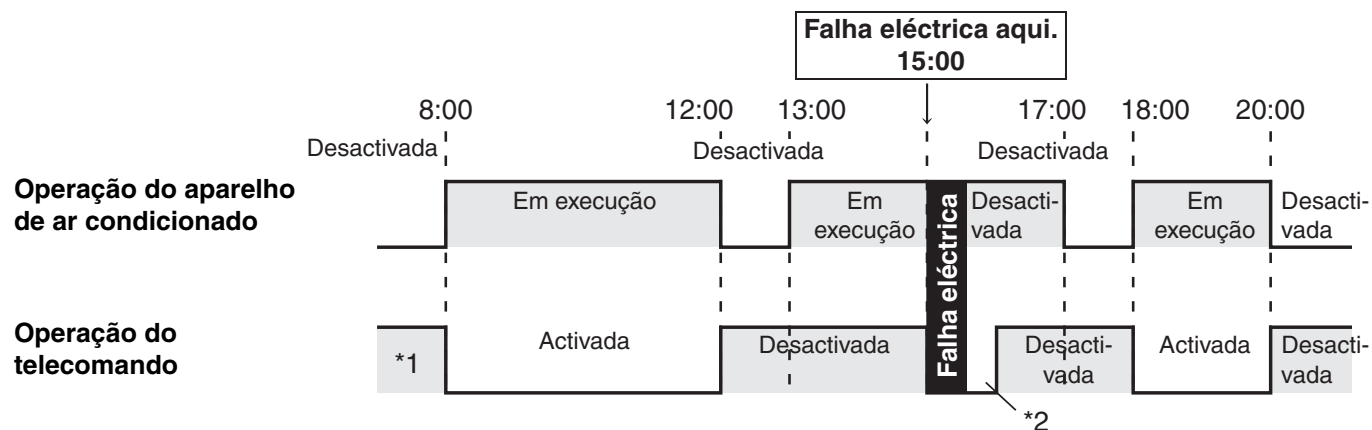 Falha eléctrica aqui.
15:00
8:00 12:00 13:00 17:00 18:00 20:00
Desactivada Desactivada Desactivada
Operação do aparelho
de ar condicionado
Em execução
Em
execução
Falha eléctrica
Desacti-
vada
Em
execução
Desacti-
vada
Operação do
telecomando
*1
Activada
Desactivada
Desacti-
vada
Activada
Desacti-
vada
*2